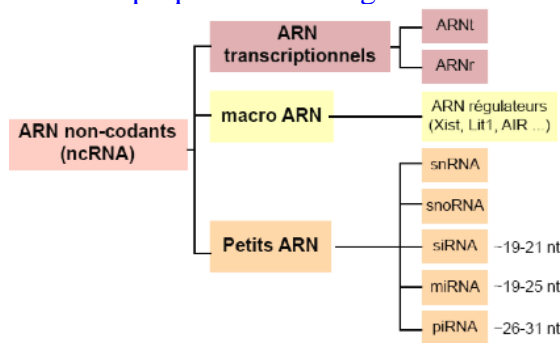 ARN
transcriptionnels
ARNt
ARNr
ARN non-codants
(ncRNA)
macro ARN
ARN régulateurs
(Xist, Lit1, AIR ...)
Petits ARN
snRNA
snoRNA
siRNA ~19-21 nt
miRNA ~19-25 nt
piRNA ~26-31 nt